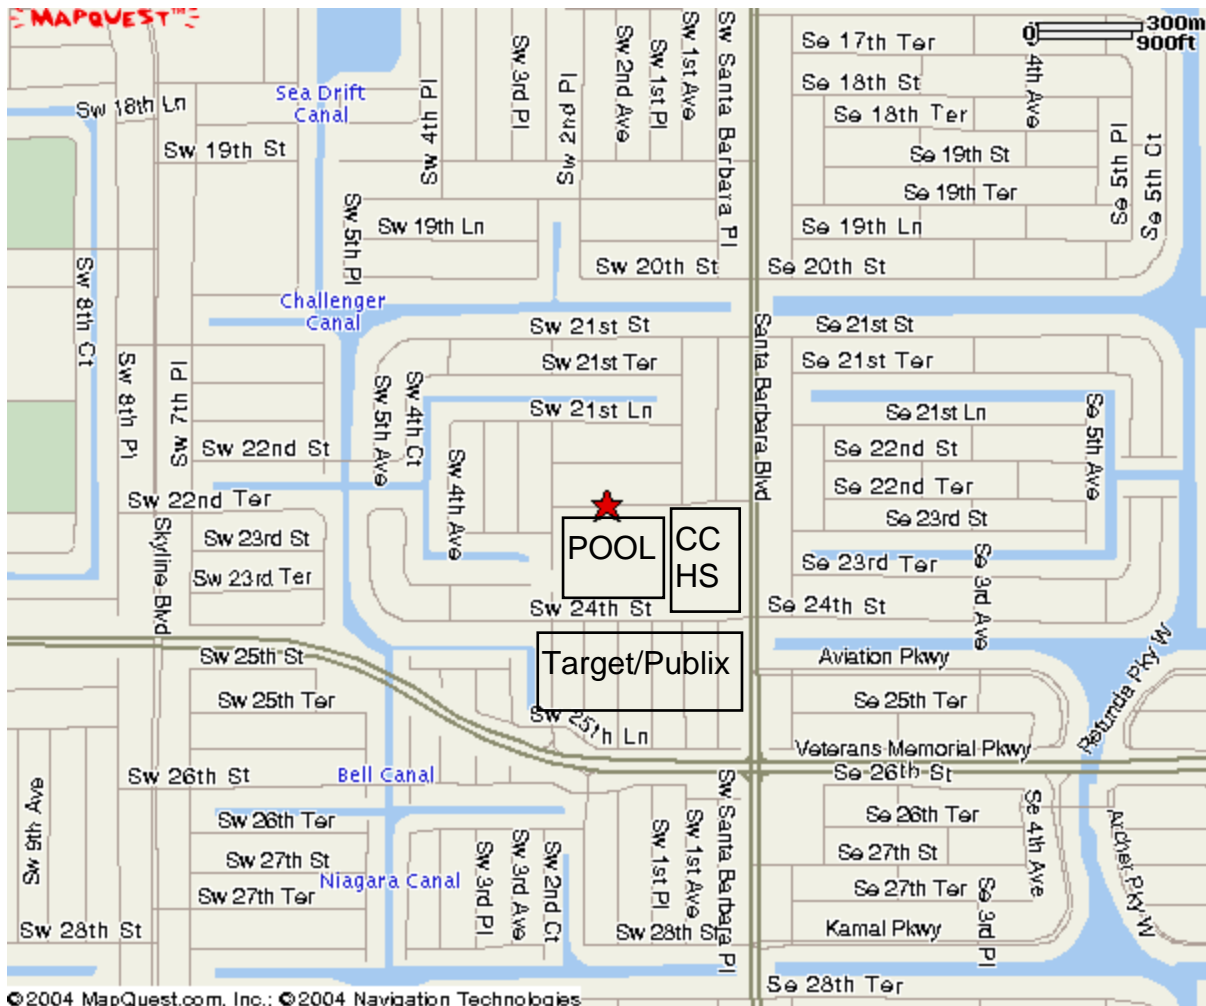 MAPQUEST™
300m
0
900ft
Sw 18th Ln
Sea Drift
Canal
Sw 19th St
Sw 4th Pl
Sw 3rd Pl
Sw 2nd Pl
Sw 2nd Ave
Sw 1st Pl
Sw 1st Ave
Sw Santa Barbara Pl
Se 17th Ter
Se 18th St
Se 18th Ter
4th Ave
Se 19th St
Se 19th Ter
Se 19th Ln
Se 5th Pl
Se 5th Ct
Sw 5th Pl
Sw 19th Ln
Sw 20th St
Se 20th St
Sw 8th Ct
Challenger
Canal
Sw 21st St
Se 21st St
Santa Barbara Blvd
Sw 21st Ter
Se 21st Ter
Sw 8th Pl
Sw 7th Pl
Sw 5th Ave
Sw 4th Ct
Sw 21st Ln
Se 21st Ln
Se 5th Ave
Sw 22nd St
Se 22nd St
Sw 4th Ave
Sw 22nd Ter
Se 22nd Ter
Skyline Blvd
Sw 23rd St
Se 23rd St
POOL
CC
HS
Sw 23rd Ter
Se 23rd Ter
Se 3rd Ave
Sw 24th St
Se 24th St
Sw 25th St
Target/Publix
Aviation Pkwy
Retunda Pky W
Sw 25th Ter
Se 25th Ter
Sw 25th Ln
Veterans Memorial Pkwy
Sw 26th St
Bell Canal
Se 26th St
Sw 9th Ave
Sw 26th Ter
Se 26th Ter
Sw Santa Barbara Pl
Se 4th Ave
Archer Pky W
Sw 27th St
Se 27th St
Sw 27th Ter
Niagara Canal
Sw 3rd Pl
Sw 3rd Ave
Sw 2nd Ct
Sw 1st Pl
Sw 1st Ave
Se 27th Ter
Se 3rd Pl
Sw 28th St
Sw 28th St
Kamal Pkwy
Se 28th Ter
©2004 MapQuest.com, Inc.; ©2004 Navigation Technologies